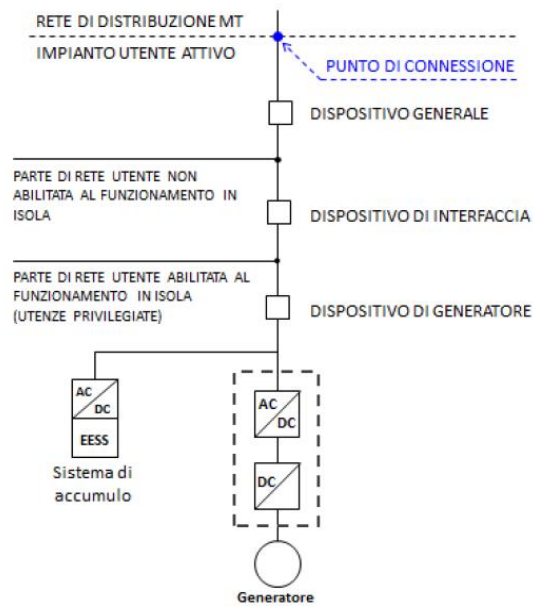 RETE DI DISTRIBUZIONE MT
IMPIANTO UTENTE ATTIVO
PUNTO DI CONNESSIONE
DISPOSITIVO GENERALE
PARTE DI RETE UTENTE NON
ABILITATA AL FUNZIONAMENTO IN
ISOLA
DISPOSITIVO DI INTERFACCIA
PARTE DI RETE UTENTE ABILITATA AL
FUNZIONAMENTO IN ISOLA
(UTENZE PRIVILEGIATE)
DISPOSITIVO DI GENERATORE
AC
DC
EESS
Sistema di
accumulo
AC
DC
DC
Generatore